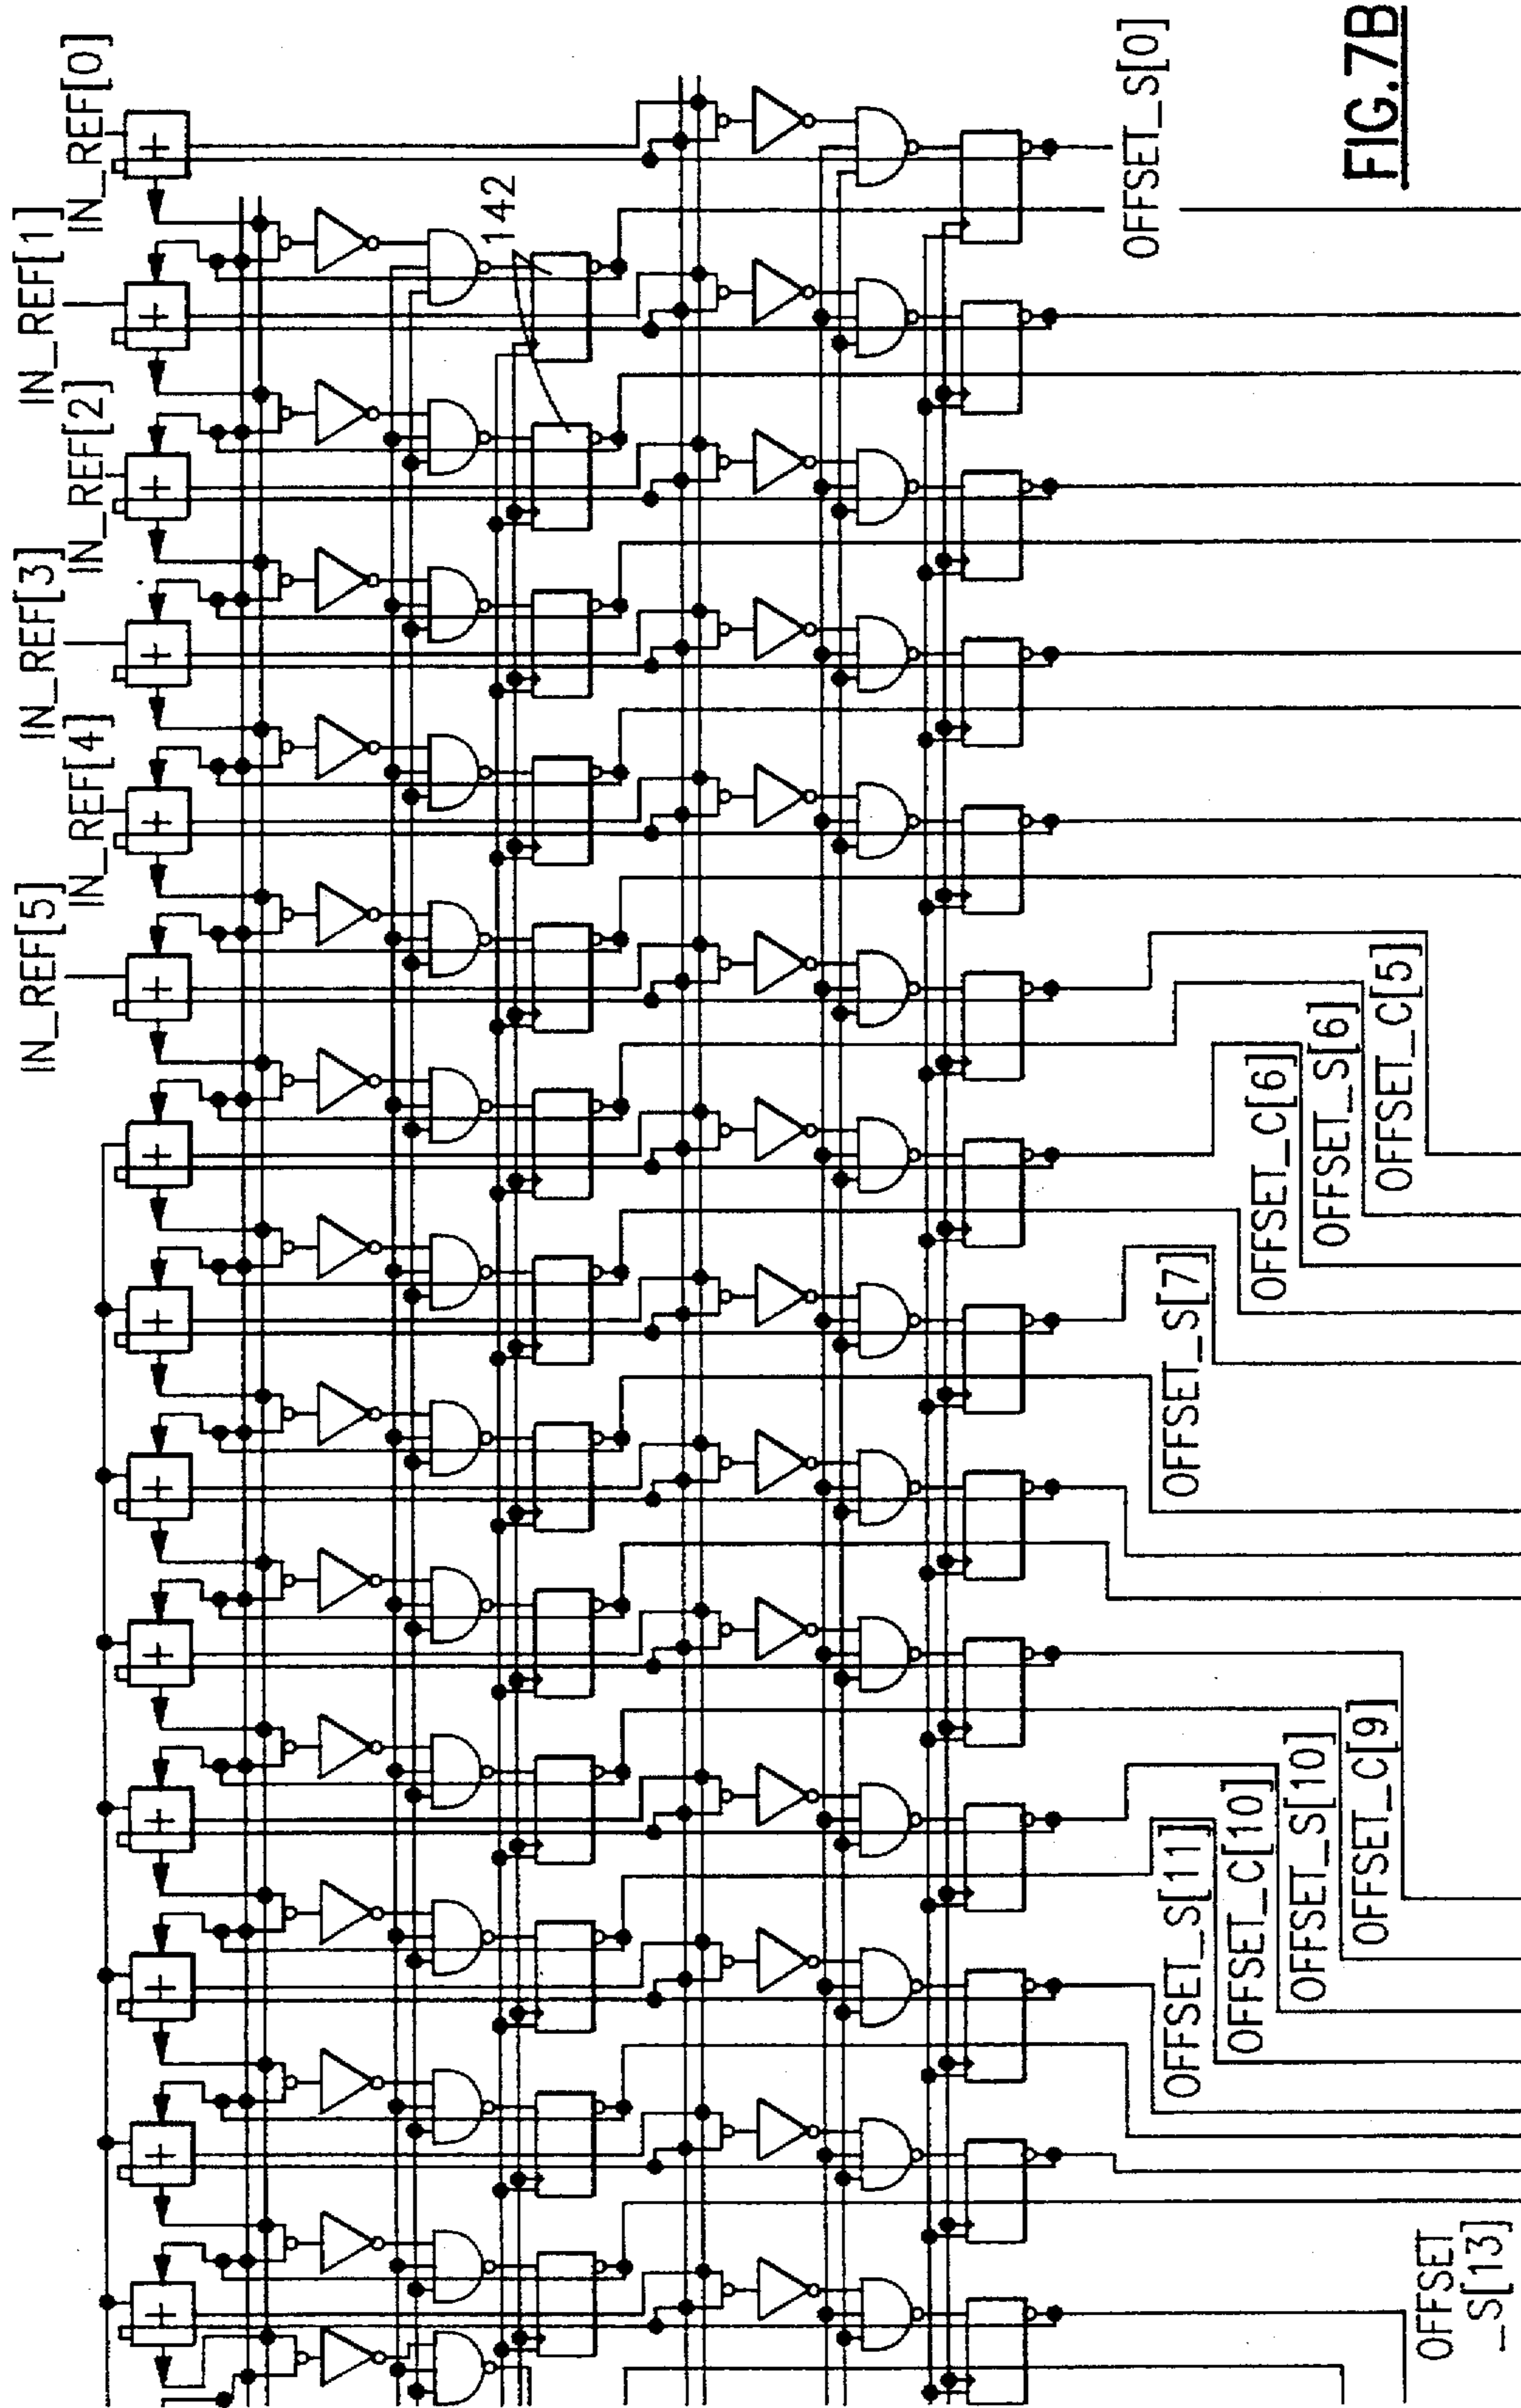 IN_REF[0]
IN_REF[1]
IN_REF[2]
IN_REF[3]
IN_REF[4]
IN_REF[5]
+
+
+
+
+
+
+
+
+
+
+
+
+
+
142
OFFSET_S[0]
OFFSET_C[5]
OFFSET_S[6]
OFFSET_C[6]
OFFSET_S[7]
OFFSET_C[9]
OFFSET_S[10]
OFFSET_C[10]
OFFSET_S[11]
OFFSET
_S[13]
FIG.7B